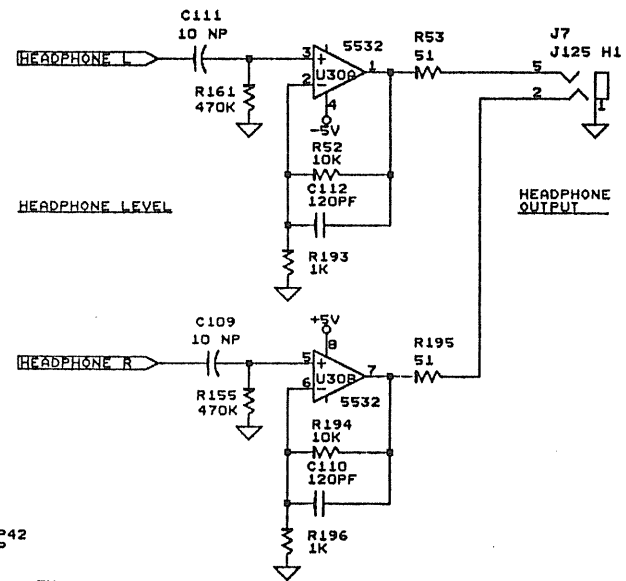 C111
10 NP
HEADPHONE L
3
+
2
-
5532
U30A
1
4
-5V
R53
51
J7
J125 H1
5
2
1
R161
470K
R52
10K
C112
120PF
HEADPHONE LEVEL
HEADPHONE
OUTPUT
R193
1K
C109
10 NP
+5V
8
HEADPHONE R
5
+
6
-
U30B
7
5532
R195
51
R155
470K
R194
10K
C110
120PF
P42
R196
1K